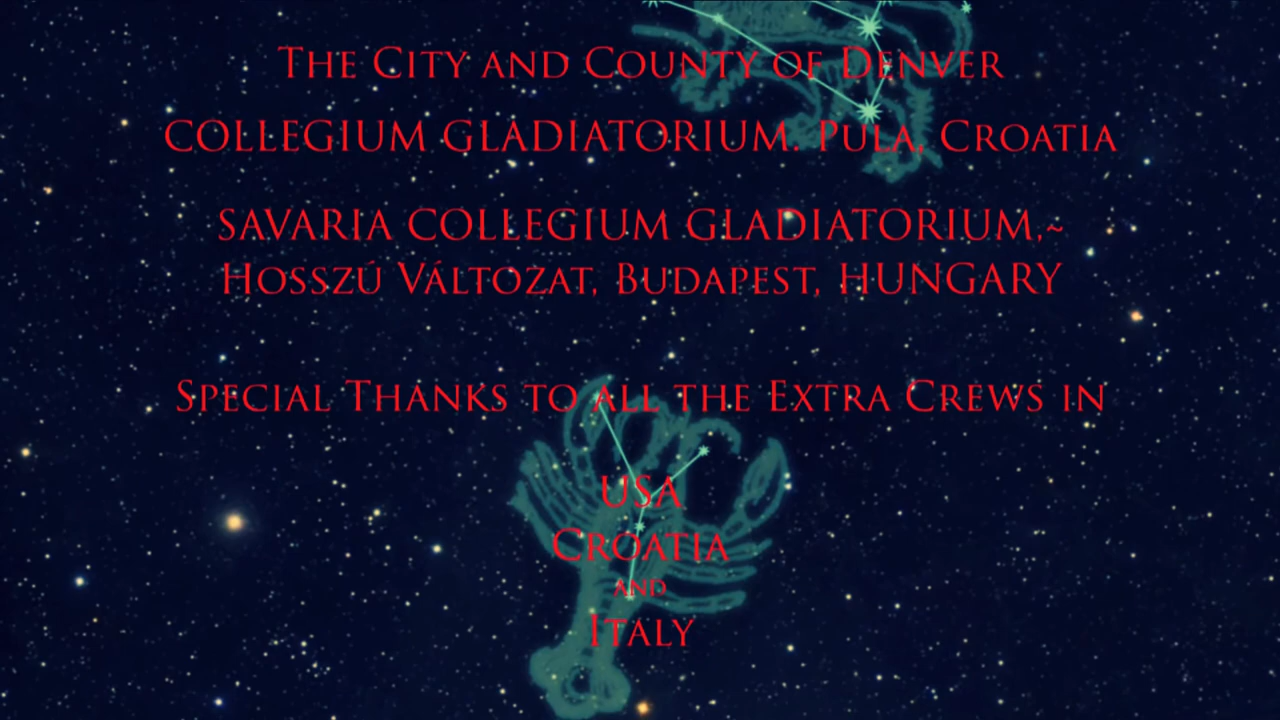 The City and County of Denver
COLLEGIUM GLADIATORIUM. Pula, Croatia
SAVARIA COLLEGIUM GLADIATORIUM,~
Hosszú Változat, Budapest, HUNGARY
Special Thanks to all the Extra Crews in
USA
Croatia
and
Italy